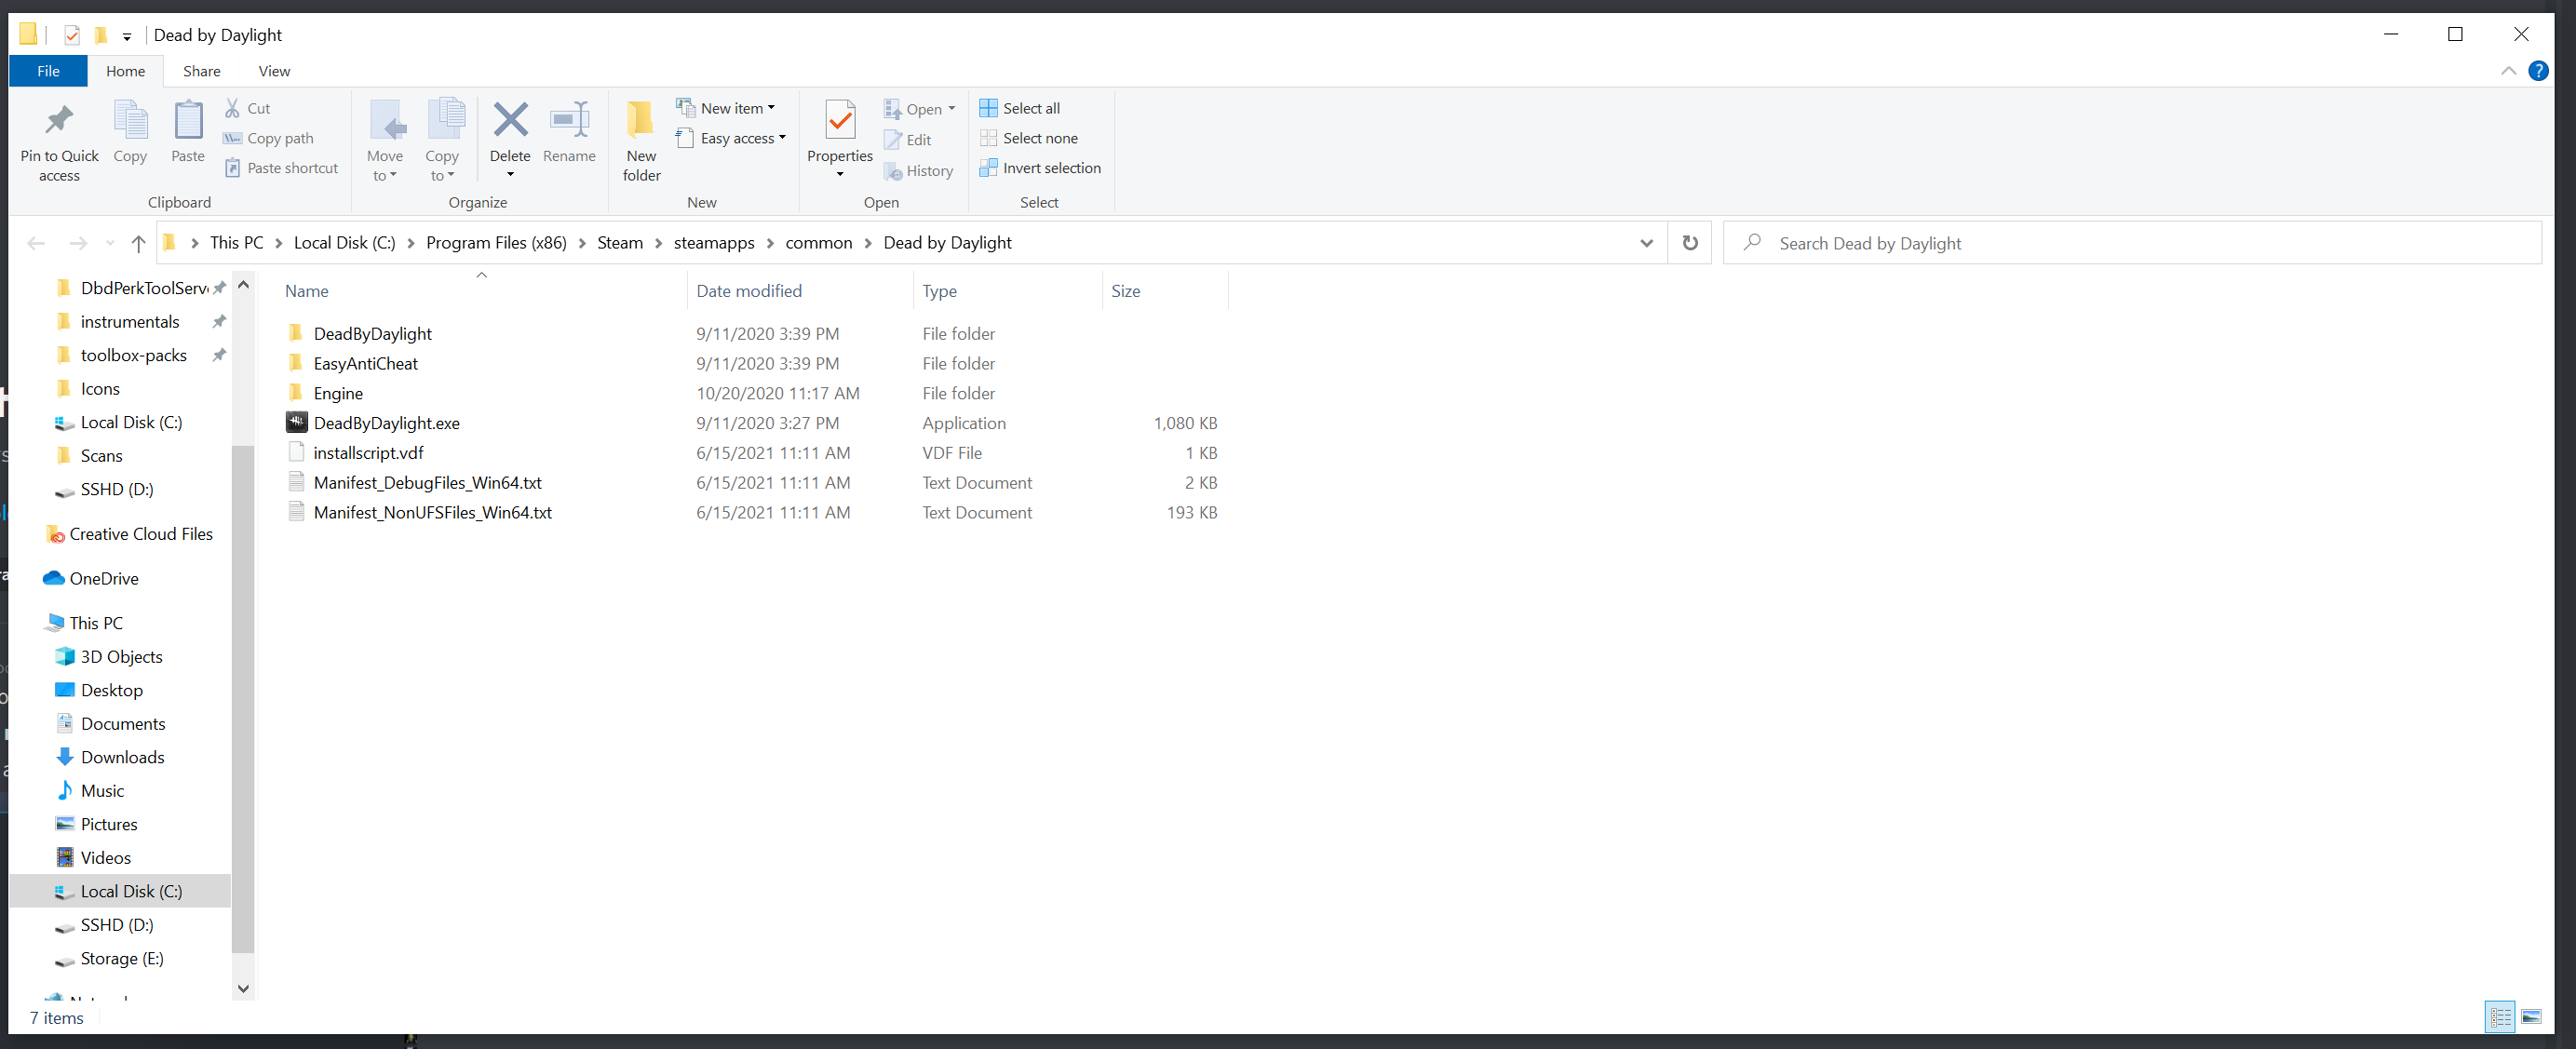 Dead by Daylight
File Home Share View
Pin to Quick access
Copy
Paste
Cut
Copy path
Paste shortcut
Clipboard
Move to
Copy to
Delete
Rename
Organize
New folder
New item
Easy access
New
Properties
Open
Edit
History
Open
Select all
Select none
Invert selection
Select
This PC > Local Disk (C:) > Program Files (x86) > Steam > steamapps > common > Dead by Daylight
Search Dead by Daylight
DbdPerkToolServ
instrumentals
toolbox-packs
Icons
Local Disk (C:)
Scans
SSHD (D:)
Creative Cloud Files
OneDrive
This PC
3D Objects
Desktop
Documents
Downloads
Music
Pictures
Videos
Local Disk (C:)
SSHD (D:)
Storage (E:)
Name Date modified Type Size
DeadByDaylight 9/11/2020 3:39 PM File folder
EasyAntiCheat 9/11/2020 3:39 PM File folder
Engine 10/20/2020 11:17 AM File folder
DeadByDaylight.exe 9/11/2020 3:27 PM Application 1,080 KB
installscript.vdf 6/15/2021 11:11 AM VDF File 1 KB
Manifest_DebugFiles_Win64.txt 6/15/2021 11:11 AM Text Document 2 KB
Manifest_NonUFSFiles_Win64.txt 6/15/2021 11:11 AM Text Document 193 KB
7 items